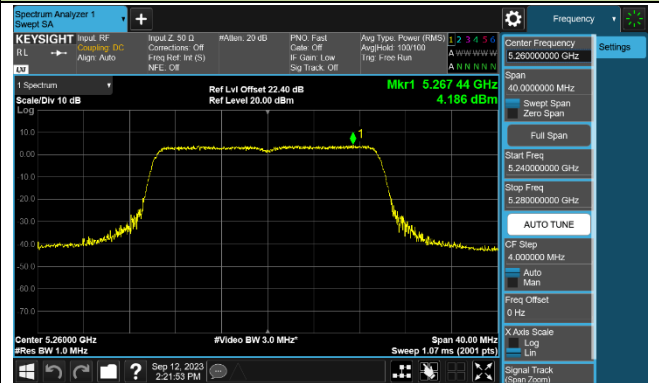 Spectrum Analyzer 1
Swept SA
+
Frequency
KEYSIGHT
RL
LXI
Input: RF
Coupling: DC
Align: Auto
Input Z: 50 Ω
Corrections: Off
Freq Ref: Int (S)
NFE: Off
#Atten: 20 dB
PNO: Fast
Gate: Off
IF Gain: Low
Sig Track: Off
Avg Type: Power (RMS)
Avg|Hold: 100/100
Trig: Free Run
1 2 3 4 5 6
A W W W W W
A N N N N N
Center Frequency
5.260000000 GHz
Settings
Span
40.0000000 MHz
Swept Span
Zero Span
Full Span
Start Freq
5.240000000 GHz
Stop Freq
5.280000000 GHz
AUTO TUNE
CF Step
4.000000 MHz
Auto
Man
Freq Offset
0 Hz
X Axis Scale
Log
Lin
Signal Track
(Span Zoom)
1 Spectrum
Scale/Div 10 dB
Log
Ref Lvl Offset 22.40 dB
Ref Level 20.00 dBm
Mkr1 5.267 44 GHz
4.186 dBm
1
10.0
0.00
-10.0
-20.0
-30.0
-40.0
-50.0
-60.0
-70.0
Center 5.26000 GHz
#Res BW 1.0 MHz
#Video BW 3.0 MHz*
Span 40.00 MHz
Sweep 1.07 ms (2001 pts)
?
Sep 12, 2023
2:21:53 PM